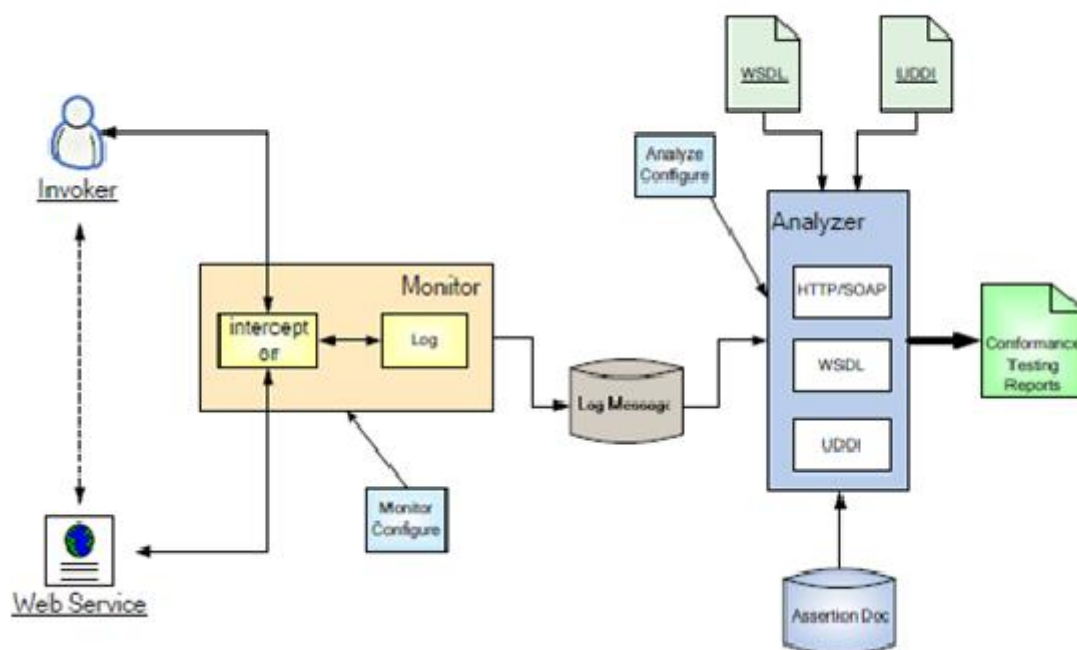 WSDL
UDDI
Invoker
Analyze
Configure
Analyzer
Monitor
intercept
or
Log
HTTP/SOAP
WSDL
UDDI
Conformance
Testing
Reports
Log Message
Monitor
Configure
Web Service
Assertion Doc